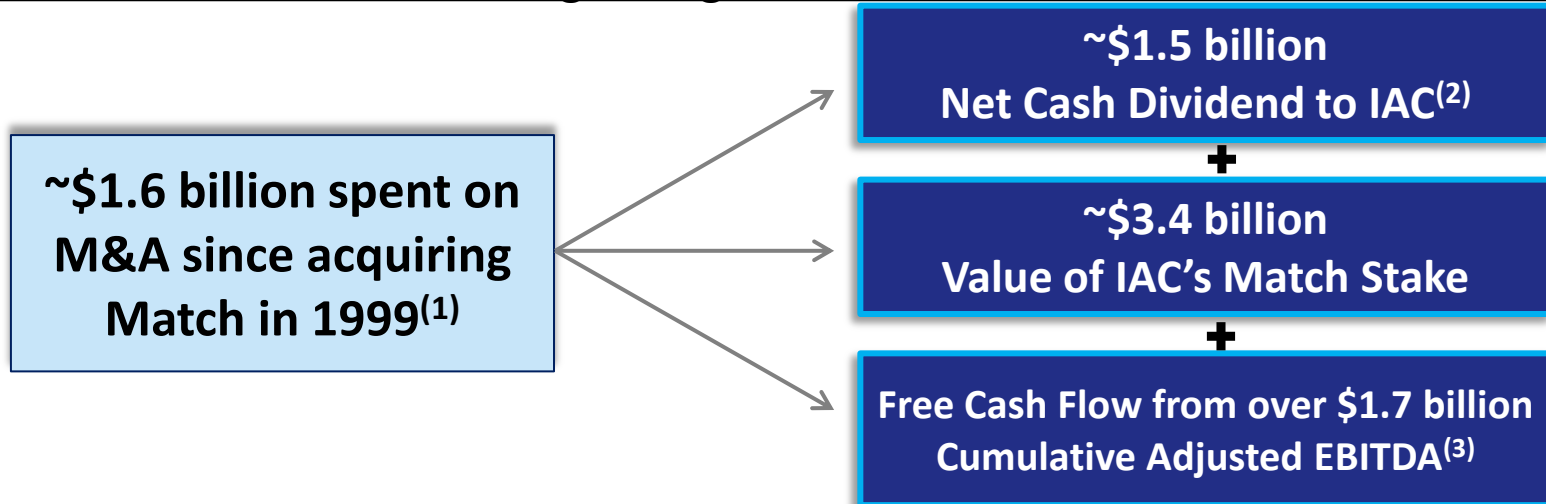 ~$1.6 billion spent on
M&A since acquiring
Match in 1999(1)
~$1.5 billion
Net Cash Dividend to IAC(2)
+
~$3.4 billion
Value of IAC’s Match Stake
+
Free Cash Flow from over $1.7 billion
Cumulative Adjusted EBITDA(3)